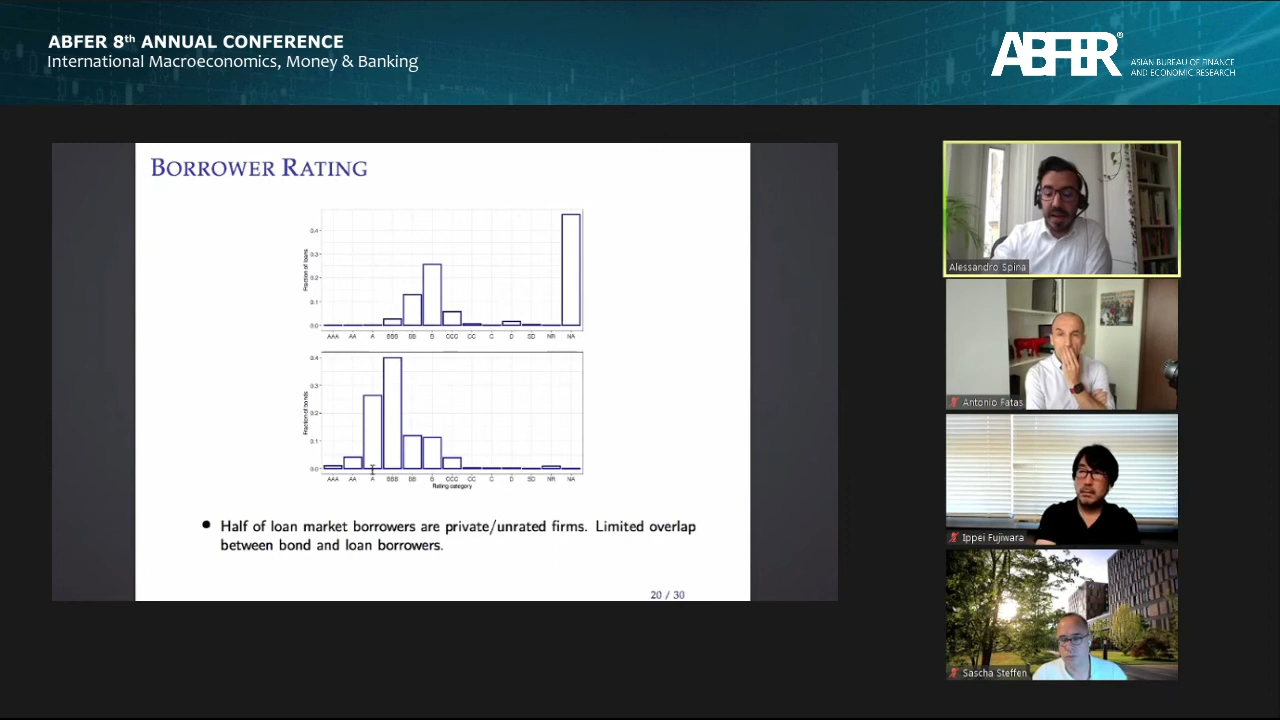 ABFER 8th ANNUAL CONFERENCE
International Macroeconomics, Money & Banking
ABFER®
ASIAN BUREAU OF FINANCE
AND ECONOMIC RESEARCH
BORROWER RATING
Fraction of loans
0.4
0.3
0.2
0.1
0.0
AAA AA A BBB BB B CCC CC C D SD NR NA
Fraction of bonds
0.4
0.3
0.2
0.1
0.0
AAA AA A BBB BB B CCC CC C D SD NR NA
Rating category
• Half of loan market borrowers are private/unrated firms. Limited overlap
between bond and loan borrowers.
20 / 30
Alessandro Spina
Antonio Fatas
Ippei Fujiwara
Sascha Steffen